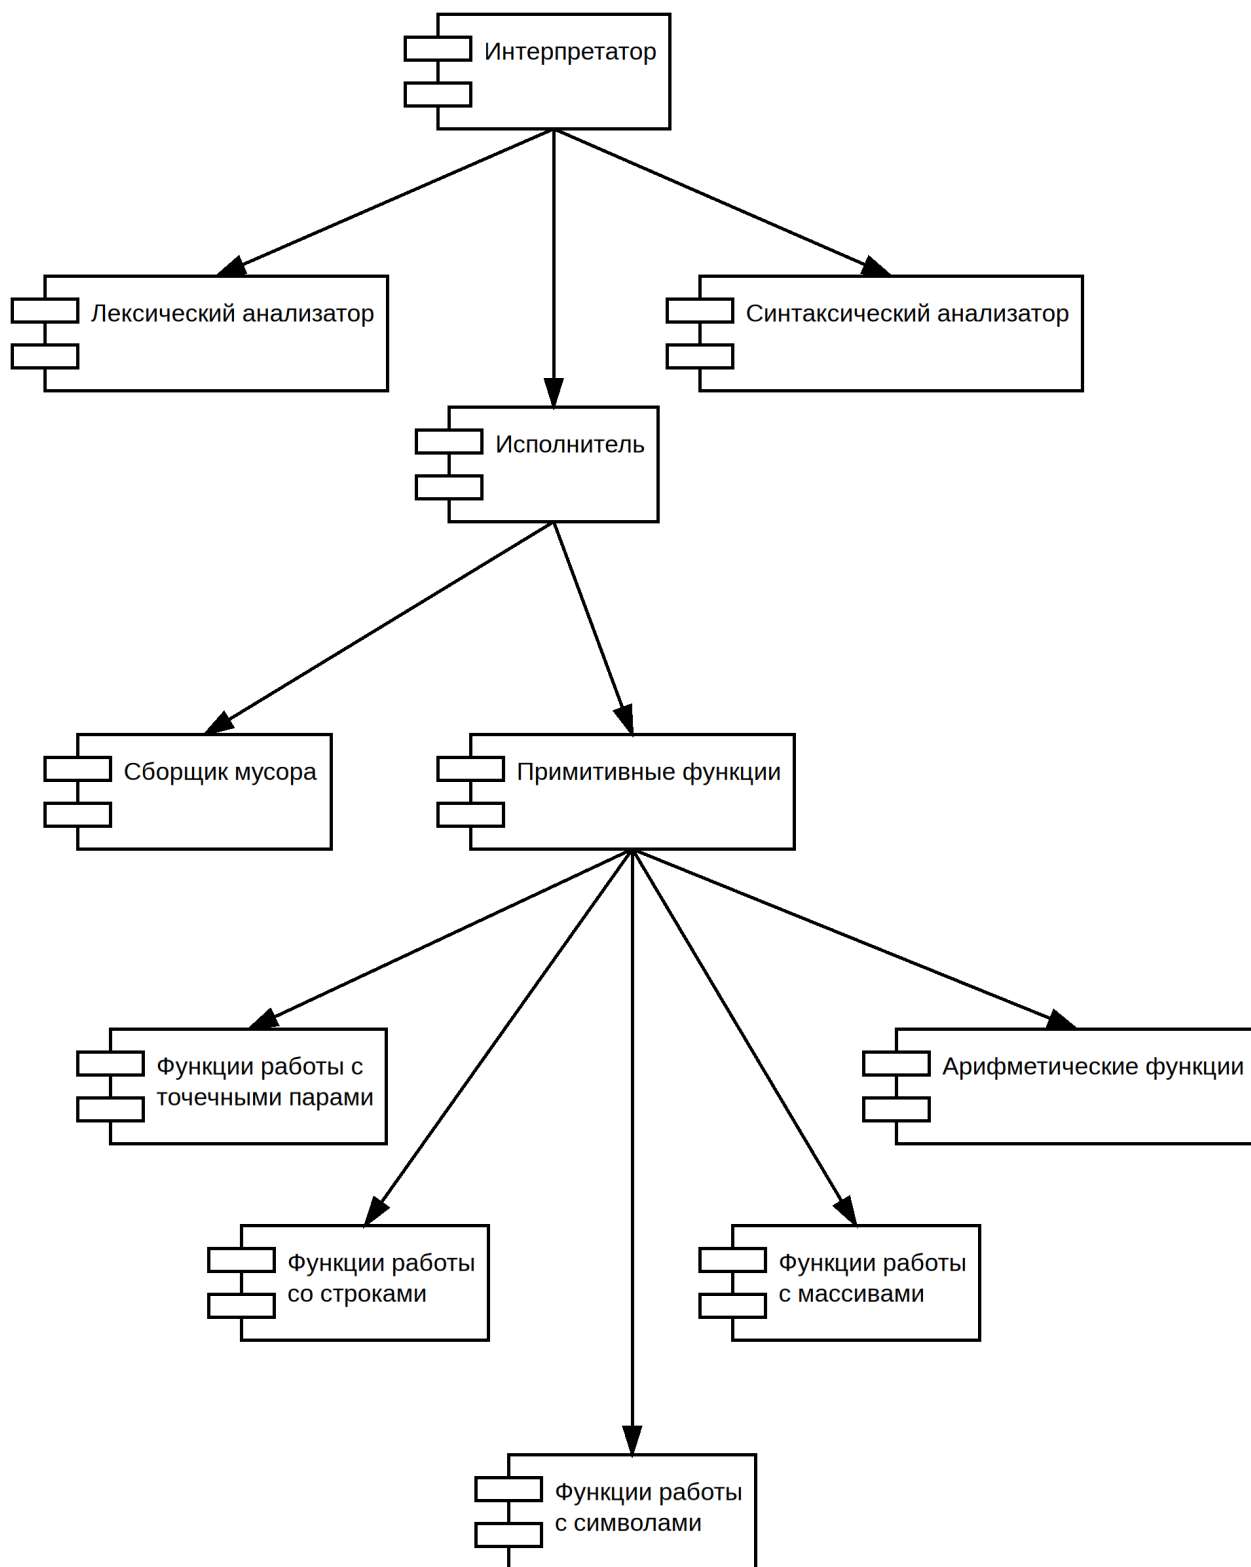 Интерпретатор
Лексический анализатор
Синтаксический анализатор
Исполнитель
Сборщик мусора
Примитивные функции
Функции работы с
точечными парами
Арифметические функции
Функции работы
со строками
Функции работы
с массивами
Функции работы
с символами